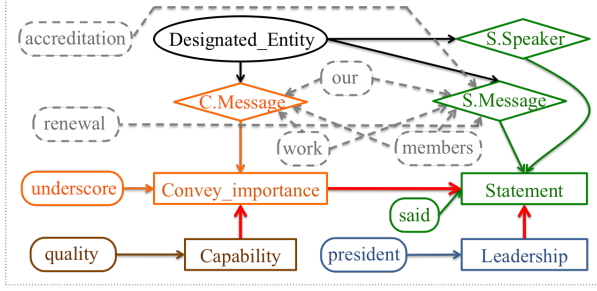 accreditation
Designated_Entity
S.Speaker
our
C.Message
S.Message
renewal
work
members
underscore
Convey_importance
Statement
said
quality
Capability
president
Leadership